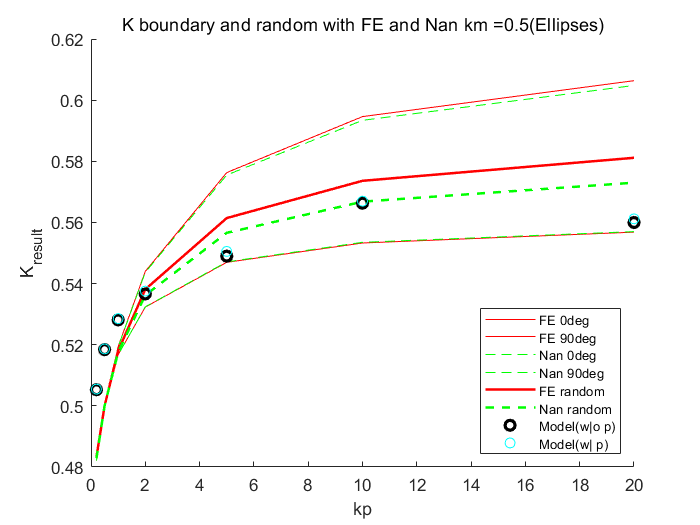 K boundary and random with FE and Nan km =0.5(Ellipses)
0.62
0.6
0.58
0.56
0.54
0.52
0.5
0.48
K_result
FE 0deg
FE 90deg
Nan 0deg
Nan 90deg
FE random
Nan random
Model(w|o p)
Model(w| p)
0 2 4 6 8 10 12 14 16 18 20
kp